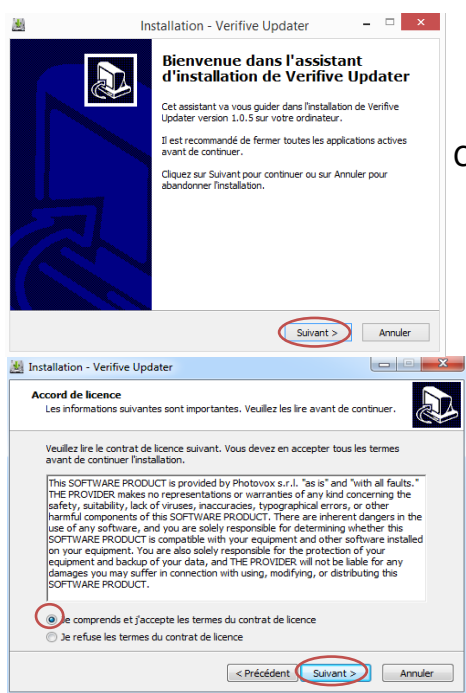 Installation - Verifive Updater
Bienvenue dans l'assistant
d'installation de Verifive Updater
Cet assistant va vous guider dans l'installation de Verifive
Updater version 1.0.5 sur votre ordinateur.
Il est recommandé de fermer toutes les applications actives
avant de continuer.
Cliquez sur Suivant pour continuer ou sur Annuler pour
abandonner l'installation.
Suivant >
Annuler
Installation - Verifive Updater
Accord de licence
Les informations suivantes sont importantes. Veuillez les lire avant de continuer.
Veuillez lire le contrat de licence suivant. Vous devez en accepter tous les termes
avant de continuer l'installation.
This SOFTWARE PRODUCT is provided by Photovox s.r.l. "as is" and "with all faults."
THE PROVIDER makes no representations or warranties of any kind concerning the
safety, suitability, lack of viruses, inaccuracies, typographical errors, or other
harmful components of this SOFTWARE PRODUCT. There are inherent dangers in the
use of any software, and you are solely responsible for determining whether this
SOFTWARE PRODUCT is compatible with your equipment and other software installed
on your equipment. You are also solely responsible for the protection of your
equipment and backup of your data, and THE PROVIDER will not be liable for any
damages you may suffer in connection with using, modifying, or distributing this
SOFTWARE PRODUCT.
Je comprends et j'accepte les termes du contrat de licence
Je refuse les termes du contrat de licence
< Précédent
Suivant >
Annuler